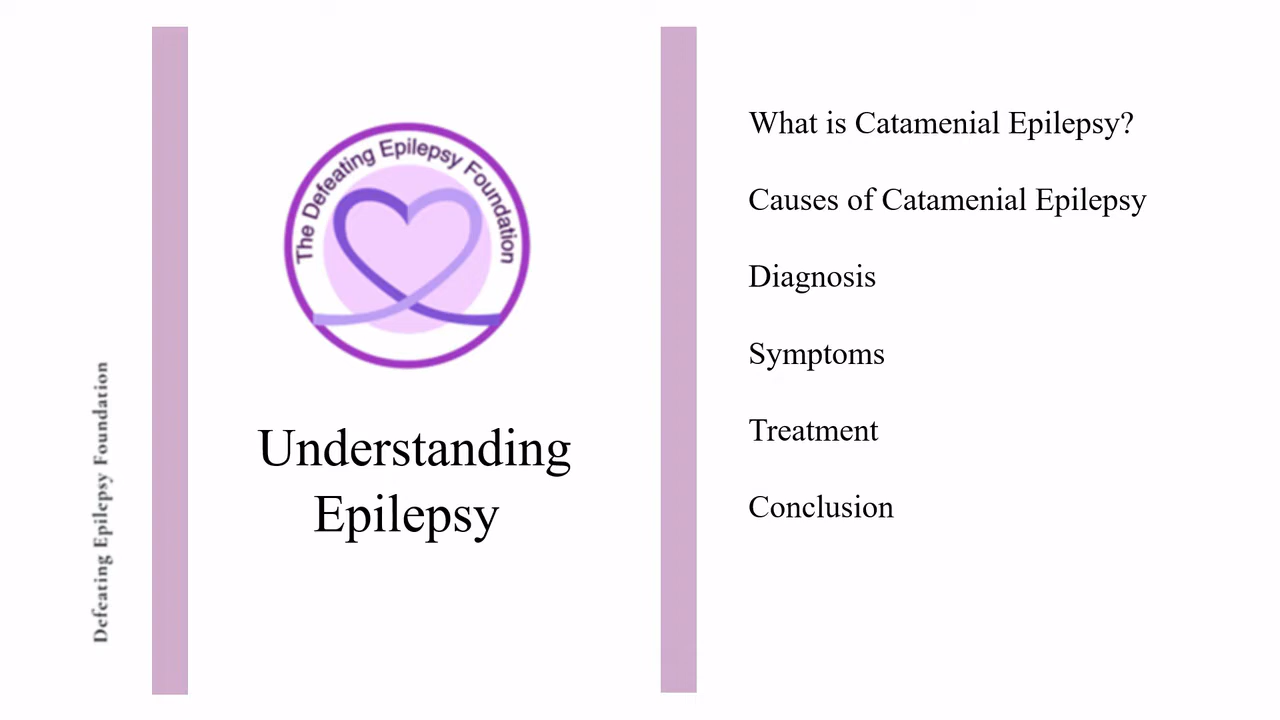 Defeating Epilepsy Foundation
The Defeating Epilepsy Foundation
Understanding
Epilepsy
What is Catamenial Epilepsy?
Causes of Catamenial Epilepsy
Diagnosis
Symptoms
Treatment
Conclusion